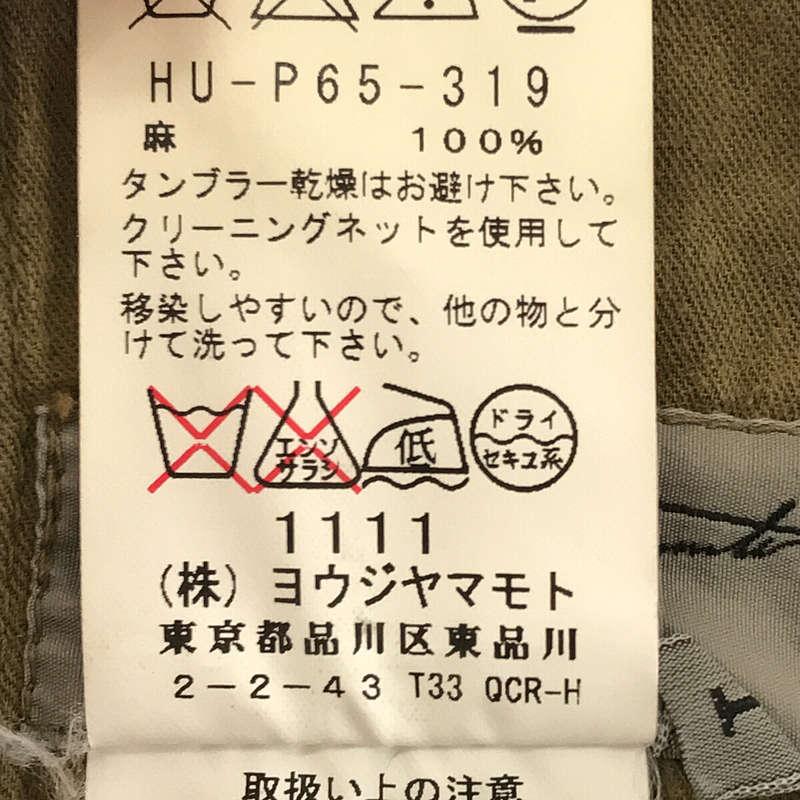 HU-P65-319
麻 100%
タンブラー乾燥はお避け下さい。
クリーニングネットを使用して
下さい。
移染しやすいので、他の物と分
けて洗って下さい。
エンソ
サラシ
低
ドライ
セキユ系
1111
(株)ヨウジヤマモト
東京都品川区東品川
2-2-43 T33 QCR-H
取扱い上の注意